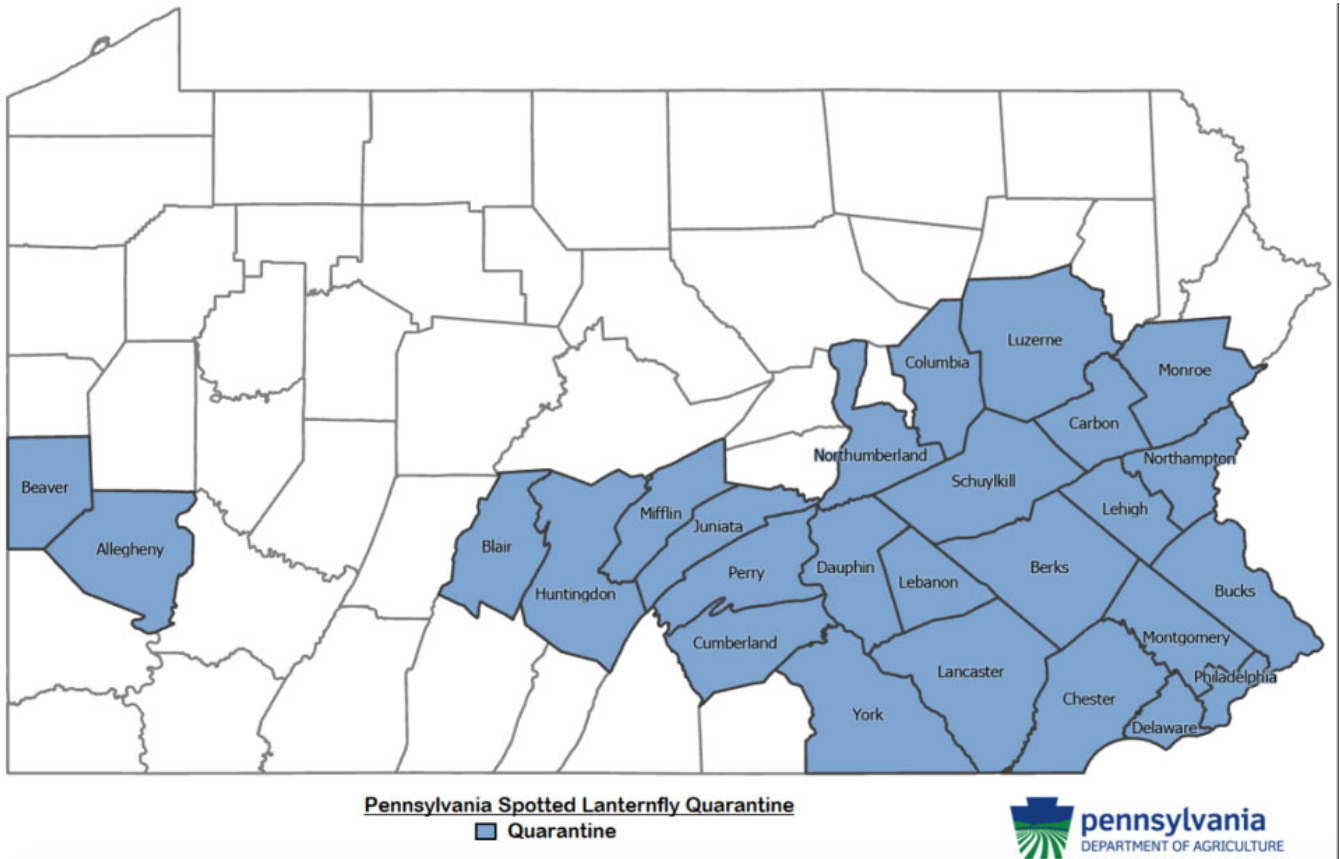 Luzerne
Columbia
Monroe
Carbon
Northumberland
Northampton
Schuylkill
Beaver
Lehigh
Mifflin
Juniata
Allegheny
Blair
Perry
Dauphin
Lebanon
Berks
Huntingdon
Bucks
Cumberland
Montgomery
Lancaster
Philadelphia
Chester
York
Delaware
Pennsylvania Spotted Lanternfly Quarantine
Quarantine
pennsylvania
DEPARTMENT OF AGRICULTURE